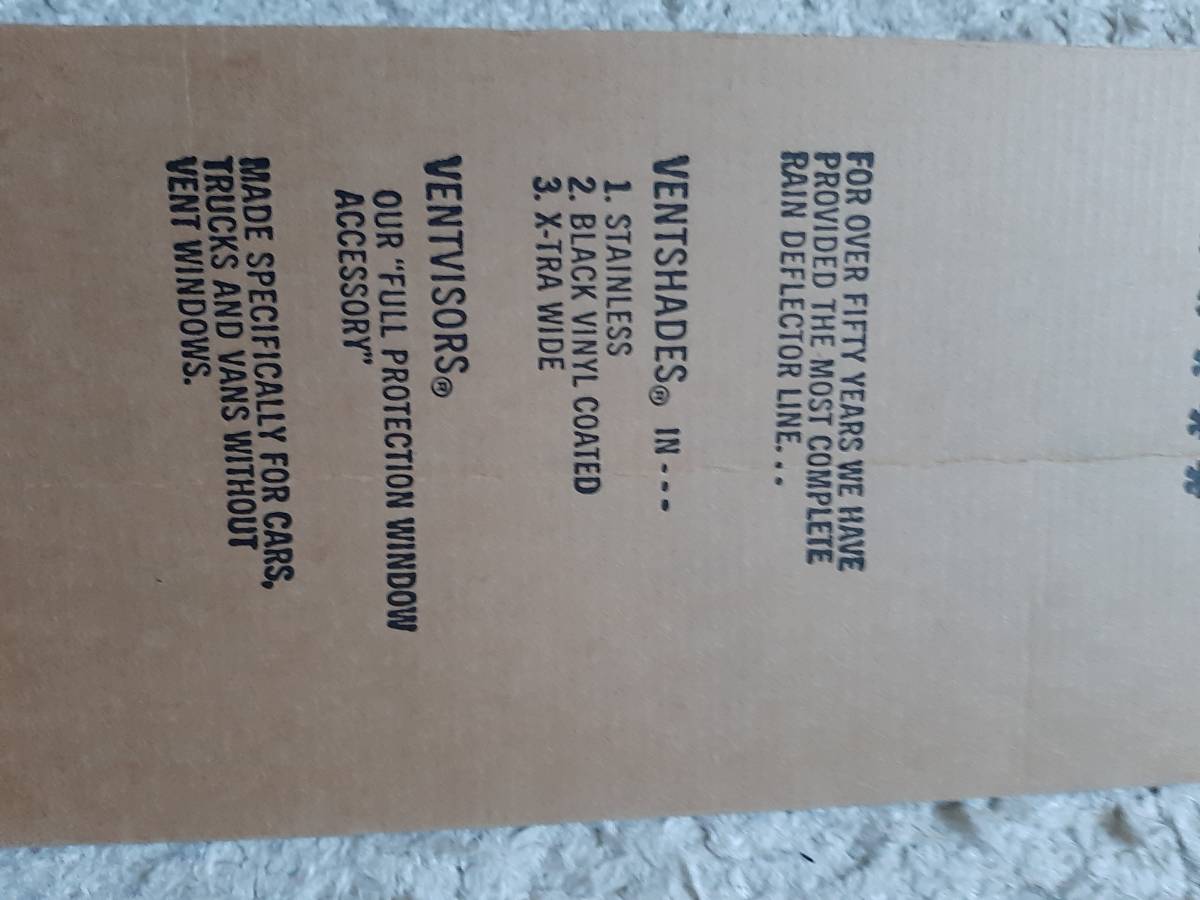 FOR OVER FIFTY YEARS WE HAVE
PROVIDED THE MOST COMPLETE
RAIN DEFLECTOR LINE...
VENTSHADES® IN ---
1. STAINLESS
2. BLACK VINYL COATED
3. X-TRA WIDE
VENTVISORS®
OUR "FULL PROTECTION WINDOW
ACCESSORY"
MADE SPECIFICALLY FOR CARS,
TRUCKS AND VANS WITHOUT
VENT WINDOWS.